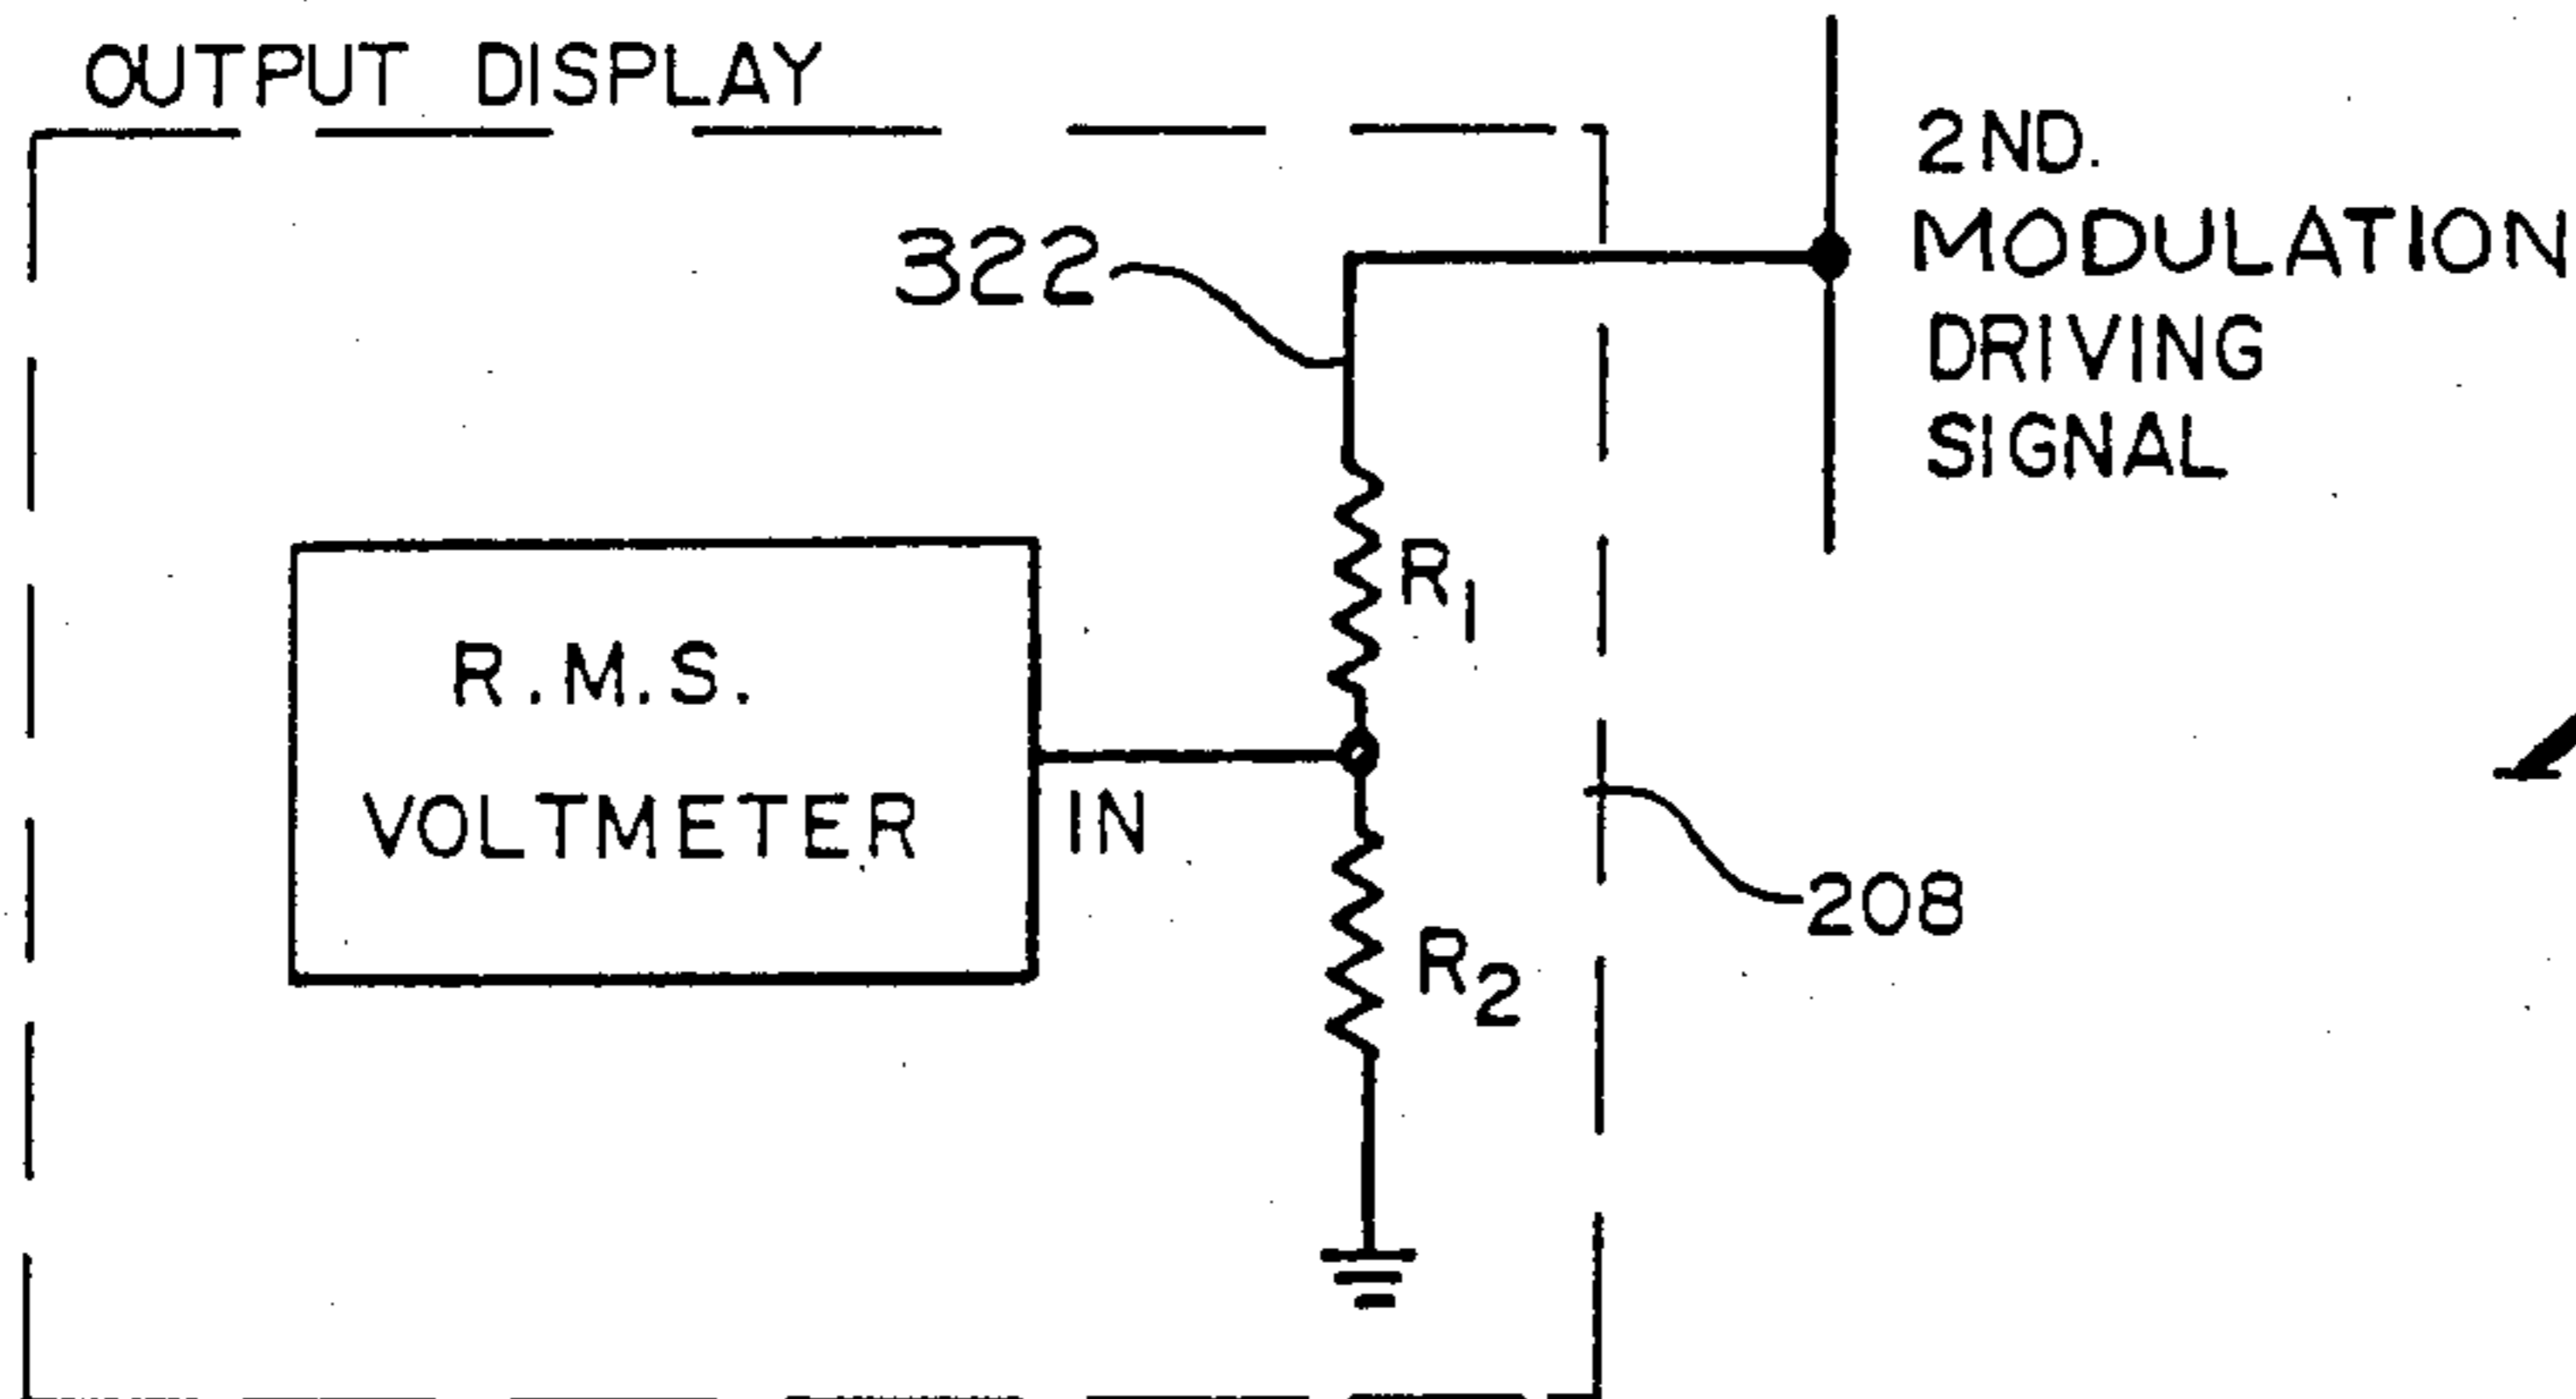 OUTPUT DISPLAY
2ND.
MODULATION
DRIVING
SIGNAL
322
R1
R.M.S.
VOLTMETER
IN
208
R2